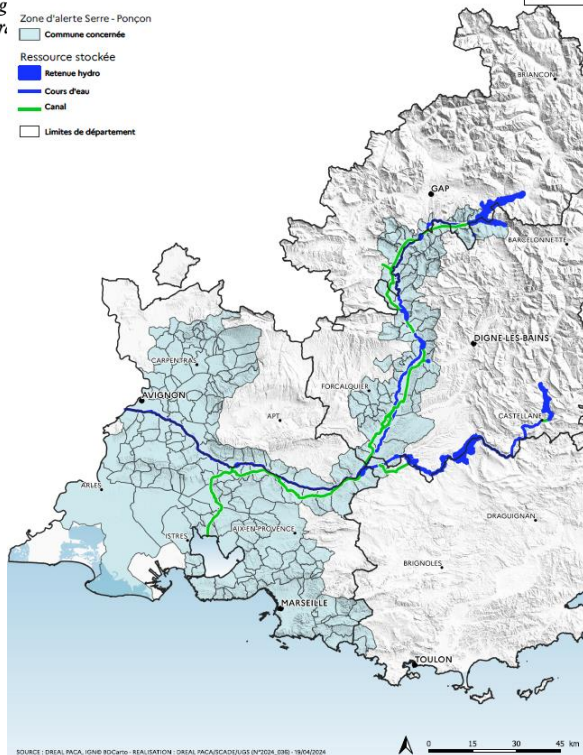 Zone d'alerte Serre - Ponçon
Commune concernée
Ressource stockée
Retenue hydro
Cours d'eau
Canal
Limites de département
BRIANCON
GAP
BARCELONNETTE
DIGNE-LES-BAINS
CARPENTRAS
FORCALQUIER
AVIGNON
APT
CASTELLANE
ARLES
DRAGUIGNAN
ISTRES
AIX-EN-PROVENCE
BRIGNOLES
MARSEILLE
TOULON
SOURCE : DREAL PACA, IGN® BDCarto - REALISATION : DREAL PACA/SCADE/UGS (N°2024_036) - 19/04/2024
0 15 30 45 km